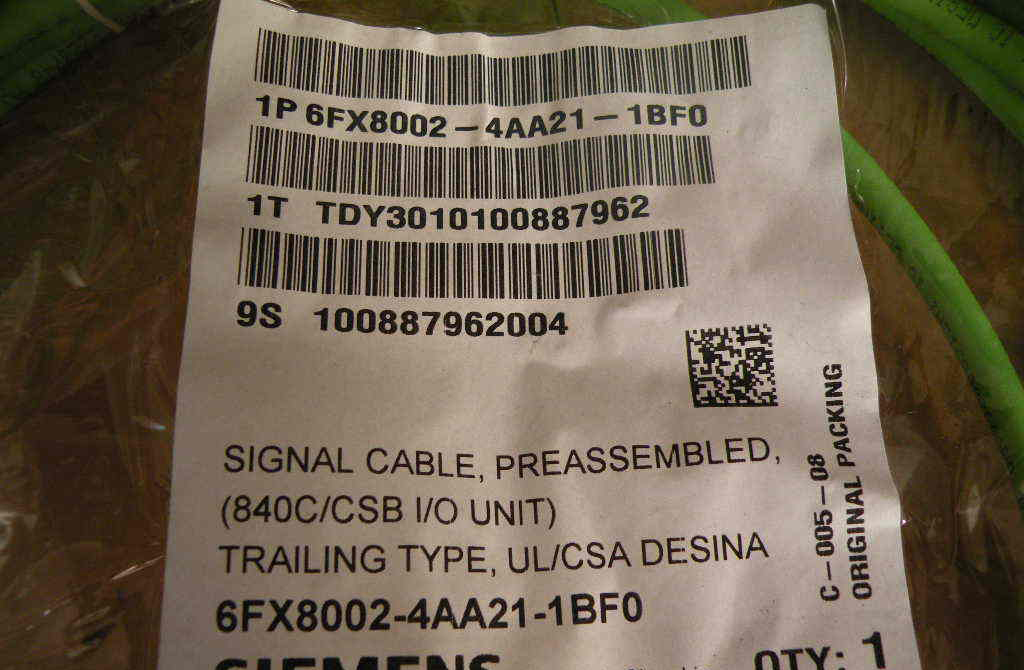 1P 6FX8002-4AA21-1BF0
1T TDY3010100887962
9S 100887962004
SIGNAL CABLE, PREASSEMBLED,
(840C/CSB I/O UNIT)
TRAILING TYPE, UL/CSA DESINA
6FX8002-4AA21-1BF0
SIEMENS
QTY: 1
C-005-08
ORIGINAL PACKING